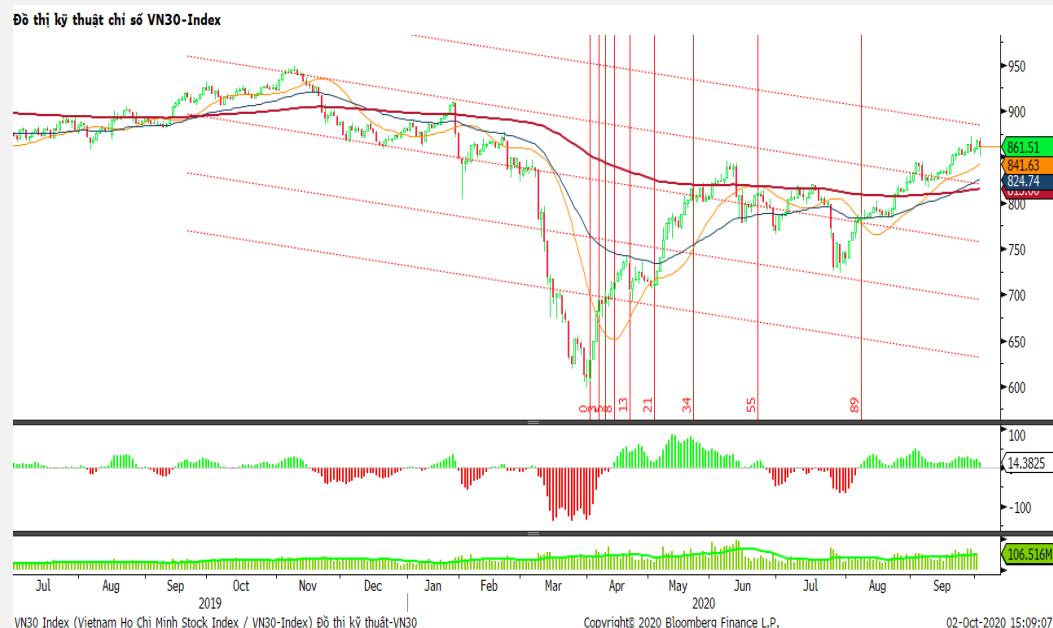 Đồ thị kỹ thuật chỉ số VN30-Index
950
900
861.51
841.63
824.74
800
750
700
650
600
0 3 5 8 13 21 34 55 89
100
14.3825
-100
106.516M
Jul Aug Sep Oct Nov Dec Jan Feb Mar Apr May Jun Jul Aug Sep
2019 2020
VN30 Index (Vietnam Ho Chi Minh Stock Index / VN30-Index) Đồ thị kỹ thuật-VN30 Copyright© 2020 Bloomberg Finance L.P. 02-Oct-2020 15:09:07